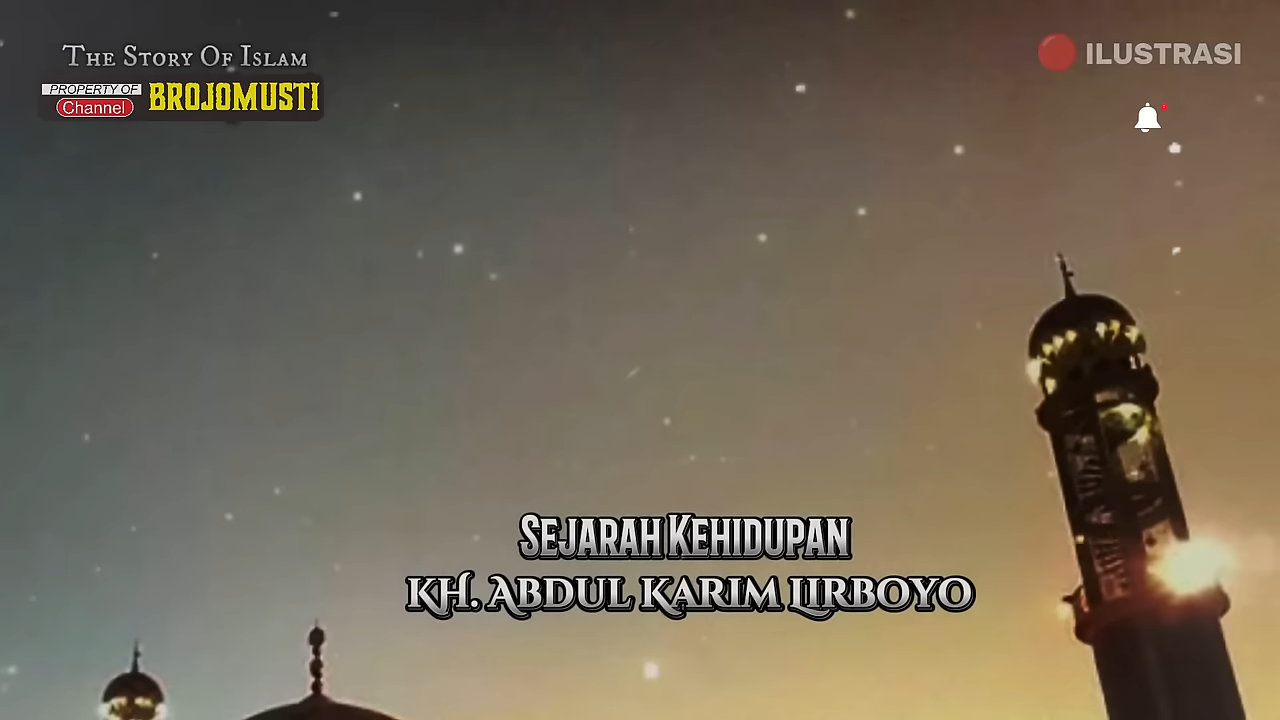 The Story Of Islam
PROPERTY OF
Channel
BROJOMUSTI
ILUSTRASI
Sejarah Kehidupan
KH. Abdul Karim Lirboyo